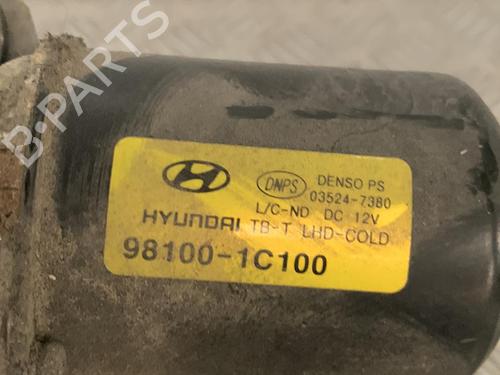 B-PARTS
DNPS DENSO PS
03524-7380
L/C-ND DC 12V
HYUNDAI TB-T LHD-COLD
98100-1C100